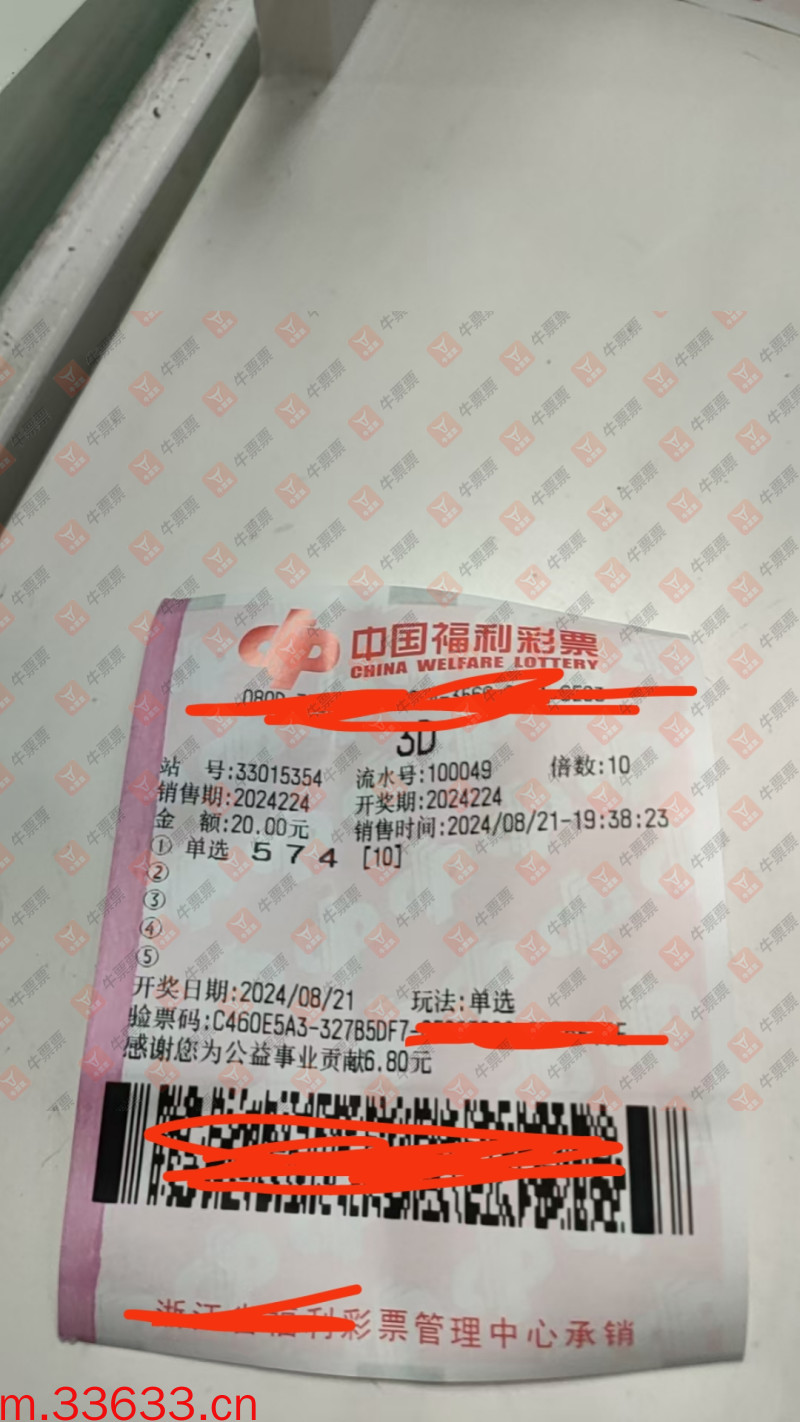 中国福利彩票
CHINA WELFARE LOTTERY
3D
站 号:33015354 流水号:100049 倍数:10
销售期:2024224 开奖期:2024224
金 额:20.00元 销售时间:2024/08/21-19:38:23
① 单选 5 7 4 [10]
②
③
④
⑤
开奖日期:2024/08/21 玩法:单选
验票码:C460E5A3-327B5DF7-
感谢您为公益事业贡献6.80元
福利彩票管理中心承销
牛票票
m.33633.cn